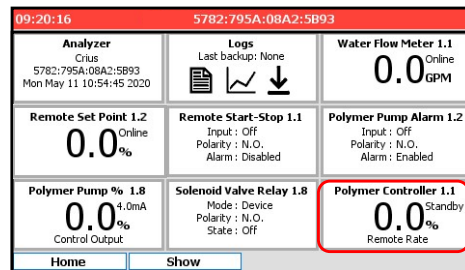 09:20:16 5782:795A:08A2:5B93
Analyzer
Crius
5782:795A:08A2:5B93
Mon May 11 10:54:45 2020
Logs
Last backup: None
Water Flow Meter 1.1
0.0 Online
GPM
Remote Set Point 1.2
0.0 Online
%
Remote Start-Stop 1.1
Input : Off
Polarity : N.O.
Alarm : Disabled
Polymer Pump Alarm 1.2
Input : Off
Polarity : N.O.
Alarm : Enabled
Polymer Pump % 1.8
0.0 4.0mA
%
Control Output
Solenoid Valve Relay 1.8
Mode : Device
Polarity : N.O.
State : Off
Polymer Controller 1.1
0.0 Standby
%
Remote Rate
Home Show